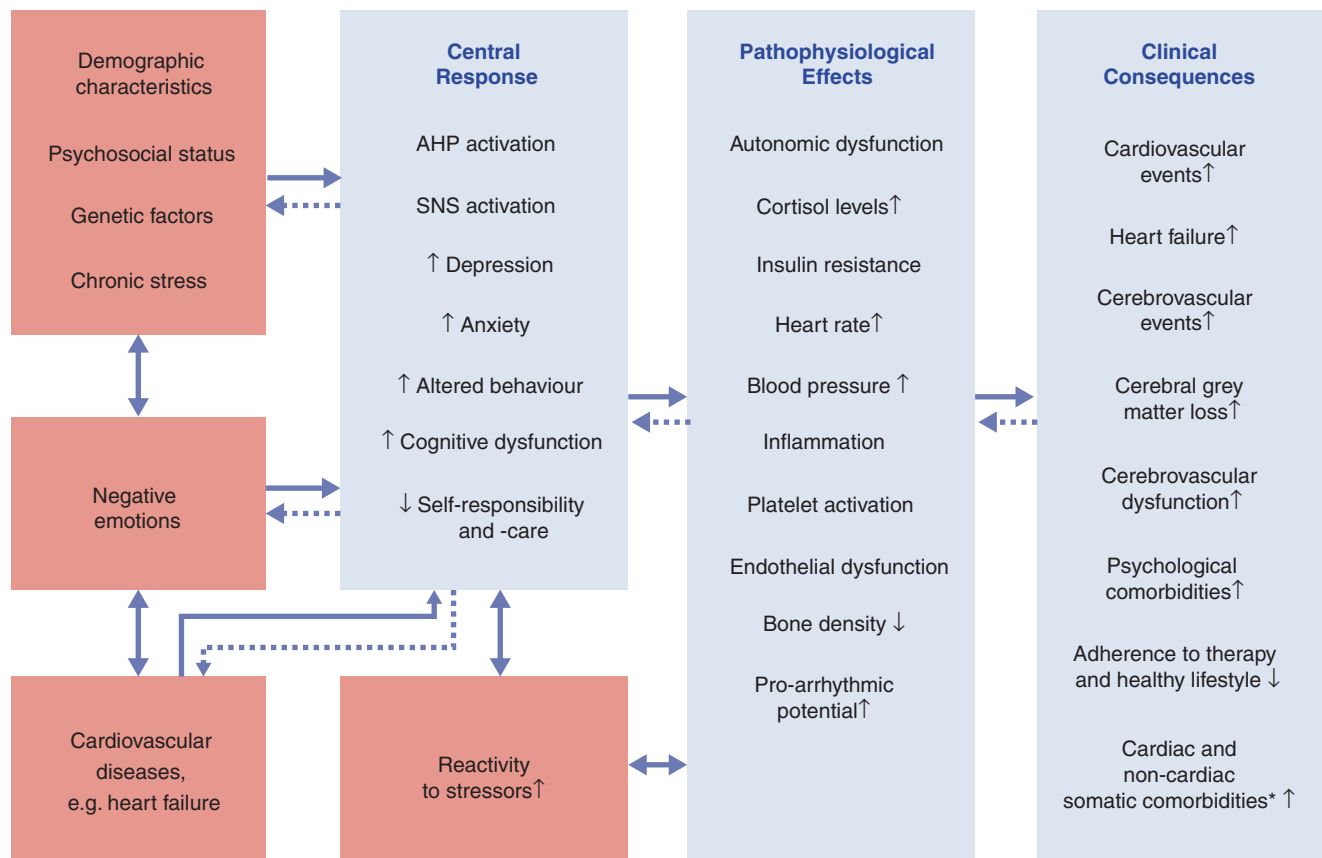 Demographic
characteristics
Psychosocial status
Genetic factors
Chronic stress
Negative
emotions
Cardiovascular
diseases,
e.g. heart failure
Central
Response
AHP activation
SNS activation
↑ Depression
↑ Anxiety
↑ Altered behaviour
↑ Cognitive dysfunction
↓ Self-responsibility
and -care
Reactivity
to stressors↑
Pathophysiological
Effects
Autonomic dysfunction
Cortisol levels↑
Insulin resistance
Heart rate↑
Blood pressure ↑
Inflammation
Platelet activation
Endothelial dysfunction
Bone density ↓
Pro-arrhythmic
potential↑
Clinical
Consequences
Cardiovascular
events↑
Heart failure↑
Cerebrovascular
events↑
Cerebral grey
matter loss↑
Cerebrovascular
dysfunction↑
Psychological
comorbidities↑
Adherence to therapy
and healthy lifestyle ↓
Cardiac and
non-cardiac
somatic comorbidities* ↑